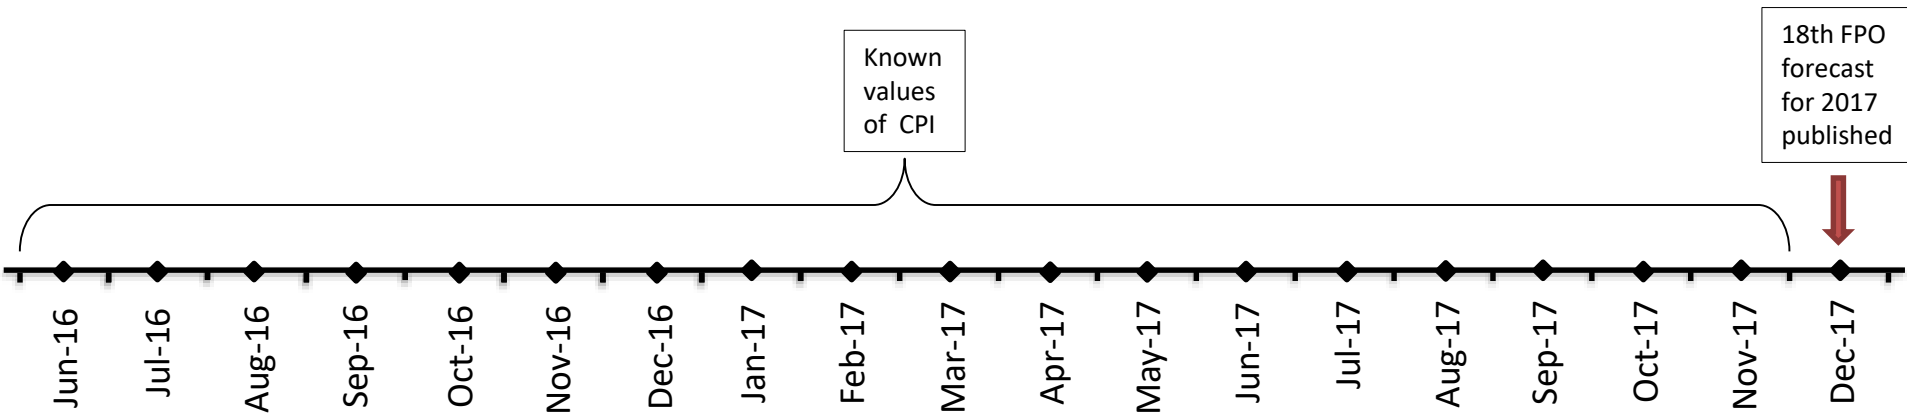 Known
values
of CPI
18th FPO
forecast
for 2017
published
Jun-16
Jul-16
Aug-16
Sep-16
Oct-16
Nov-16
Dec-16
Jan-17
Feb-17
Mar-17
Apr-17
May-17
Jun-17
Jul-17
Aug-17
Sep-17
Oct-17
Nov-17
Dec-17